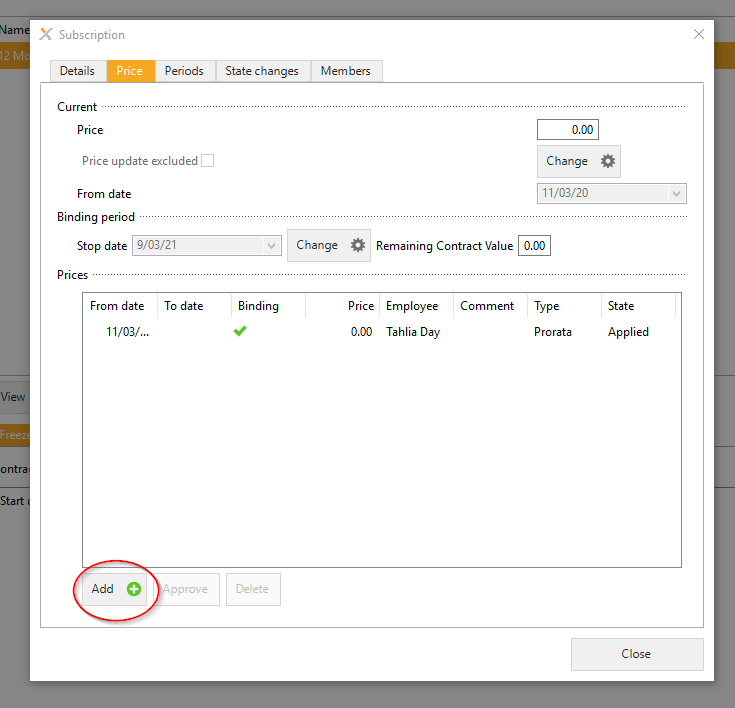 Name
Subscription
12 Mo
Details Price Periods State changes Members
Current
Price 0.00
Price update excluded Change
From date 11/03/20
Binding period
Stop date 9/03/21 Change Remaining Contract Value 0.00
Prices
From date To date Binding Price Employee Comment Type State
11/03/... 0.00 Tahlia Day Prorata Applied
View
Freeze
ontra
Start
Add Approve Delete
Close